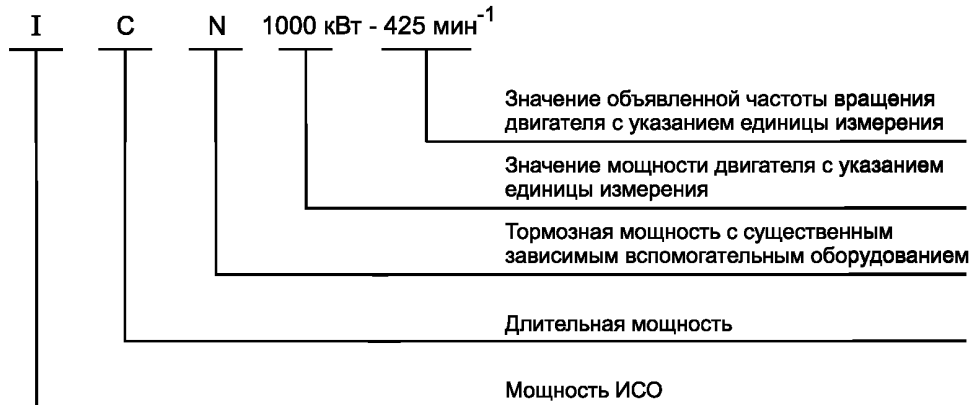 I C N 1000 кВт - 425 мин⁻¹
Значение объявленной частоты вращения
двигателя с указанием единицы измерения
Значение мощности двигателя с указанием
единицы измерения
Тормозная мощность с существенным
зависимым вспомогательным оборудованием
Длительная мощность
Мощность ИСО